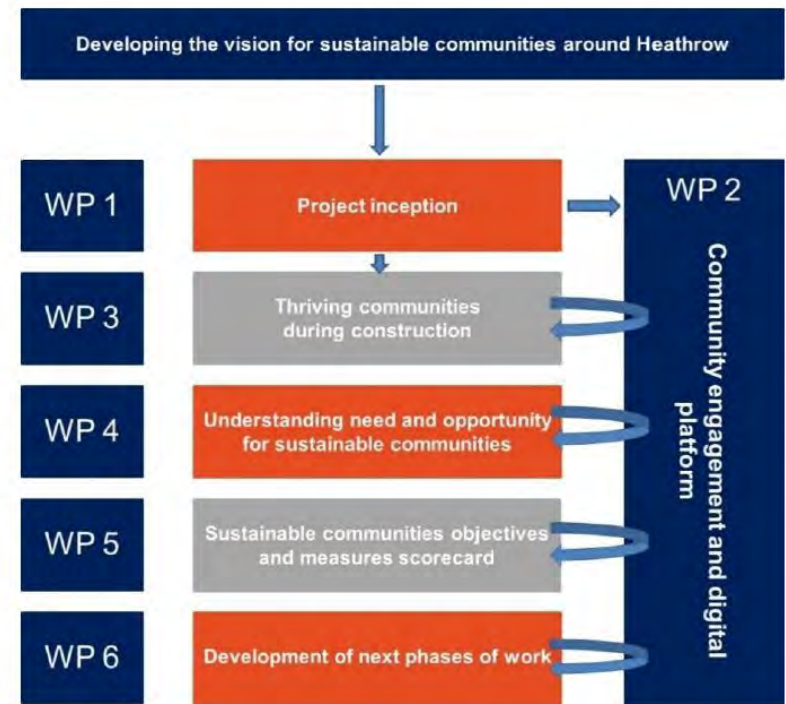 Developing the vision for sustainable communities around Heathrow
WP 1
Project inception
WP 2
Community engagement and digital
platform
WP 3
Thriving communities
during construction
WP 4
Understanding need and opportunity
for sustainable communities
WP 5
Sustainable communities objectives
and measures scorecard
WP 6
Development of next phases of work